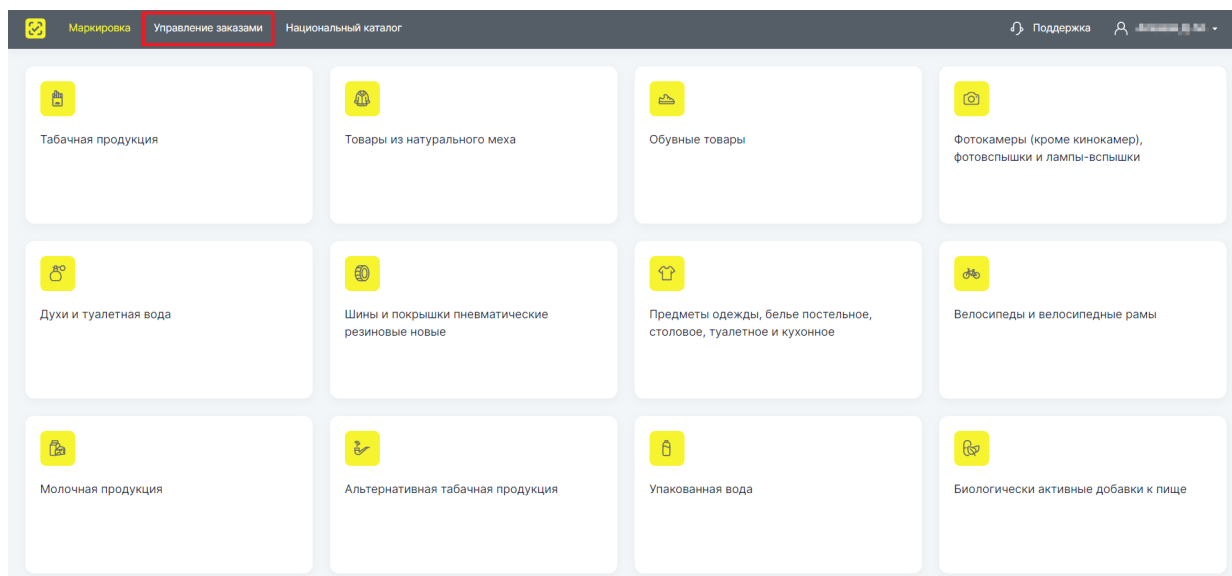 Маркировка Управление заказами Национальный каталог Поддержка
Табачная продукция
Товары из натурального меха
Обувные товары
Фотокамеры (кроме кинокамер),
фотовспышки и лампы-вспышки
Духи и туалетная вода
Шины и покрышки пневматические
резиновые новые
Предметы одежды, белье постельное,
столовое, туалетное и кухонное
Велосипеды и велосипедные рамы
Молочная продукция
Альтернативная табачная продукция
Упакованная вода
Биологически активные добавки к пище